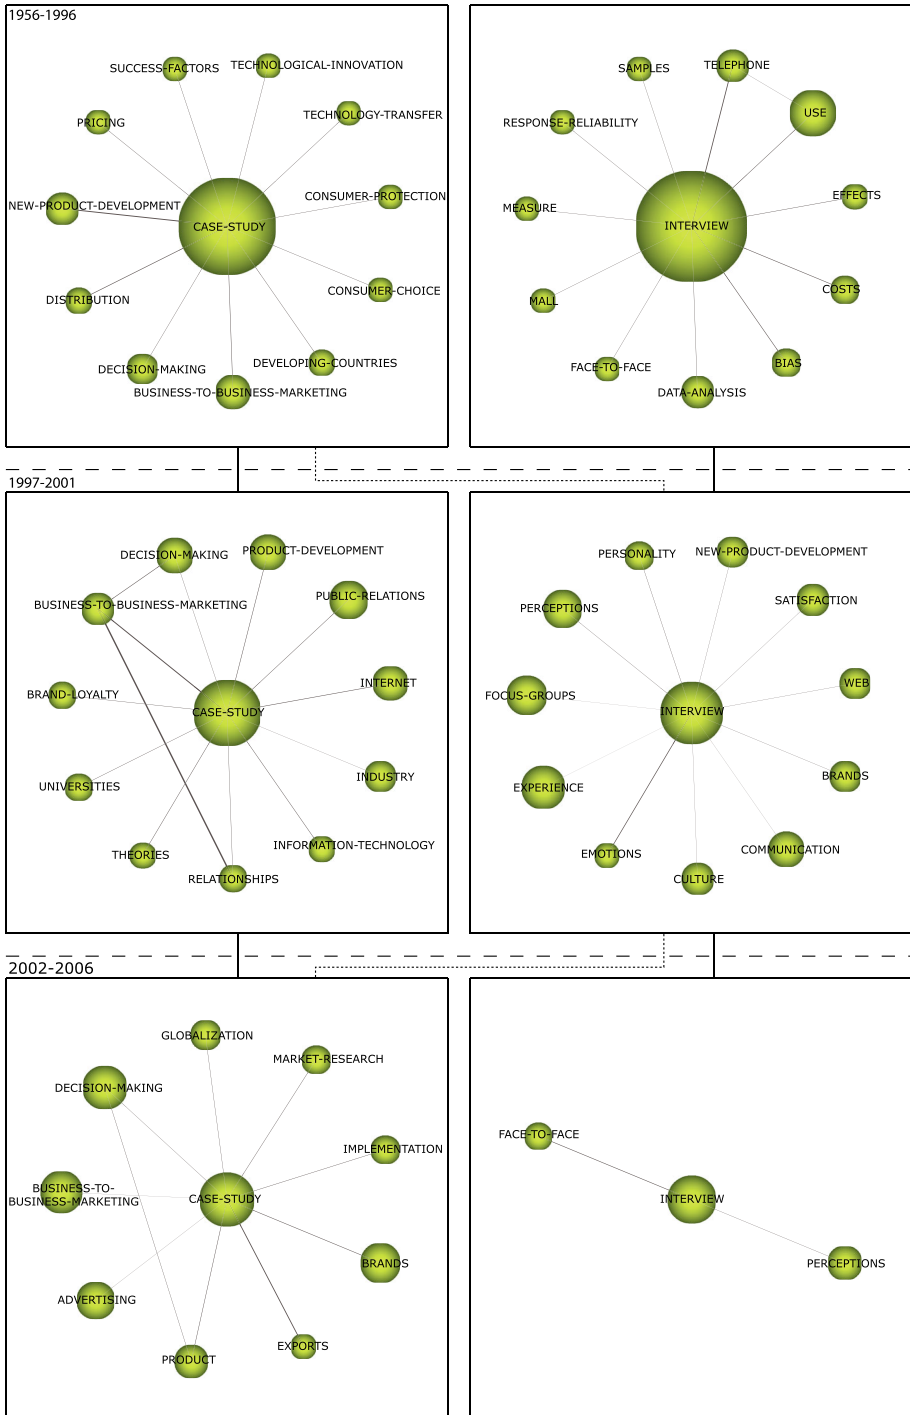 1956-1996
SUCCESS-FACTORS
TECHNOLOGICAL-INNOVATION
PRICING
TECHNOLOGY-TRANSFER
NEW-PRODUCT-DEVELOPMENT
CONSUMER-PROTECTION
CASE-STUDY
DISTRIBUTION
CONSUMER-CHOICE
DECISION-MAKING
DEVELOPING-COUNTRIES
BUSINESS-TO-BUSINESS-MARKETING
SAMPLES
TELEPHONE
RESPONSE-RELIABILITY
USE
MEASURE
EFFECTS
INTERVIEW
MALL
COSTS
FACE-TO-FACE
BIAS
DATA-ANALYSIS
1997-2001
DECISION-MAKING
PRODUCT-DEVELOPMENT
BUSINESS-TO-BUSINESS-MARKETING
PUBLIC-RELATIONS
BRAND-LOYALTY
INTERNET
CASE-STUDY
UNIVERSITIES
INDUSTRY
THEORIES
INFORMATION-TECHNOLOGY
RELATIONSHIPS
PERSONALITY
NEW-PRODUCT-DEVELOPMENT
PERCEPTIONS
SATISFACTION
FOCUS-GROUPS
WEB
INTERVIEW
EXPERIENCE
BRANDS
EMOTIONS
COMMUNICATION
CULTURE
2002-2006
GLOBALIZATION
MARKET-RESEARCH
DECISION-MAKING
IMPLEMENTATION
BUSINESS-TO-
BUSINESS-MARKETING
CASE-STUDY
BRANDS
ADVERTISING
EXPORTS
PRODUCT
FACE-TO-FACE
INTERVIEW
PERCEPTIONS